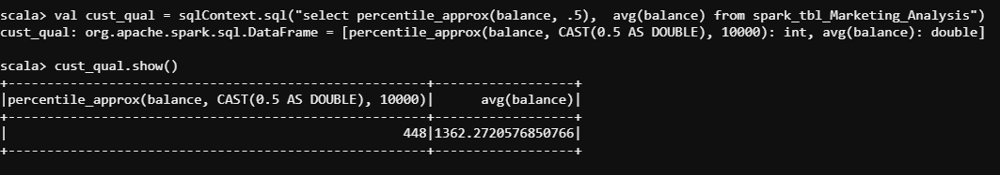 scala> val cust_qual = sqlContext.sql("select percentile_approx(balance, .5),  avg(balance) from spark_tbl_Marketing_Analysis")
cust_qual: org.apache.spark.sql.DataFrame = [percentile_approx(balance, CAST(0.5 AS DOUBLE), 10000): int, avg(balance): double]
scala> cust_qual.show()
+-----------------------------------------------------+------------------+
|percentile_approx(balance, CAST(0.5 AS DOUBLE), 10000)|      avg(balance)|
+-----------------------------------------------------+------------------+
|                                                   448|1362.2720576850766|
+-----------------------------------------------------+------------------+